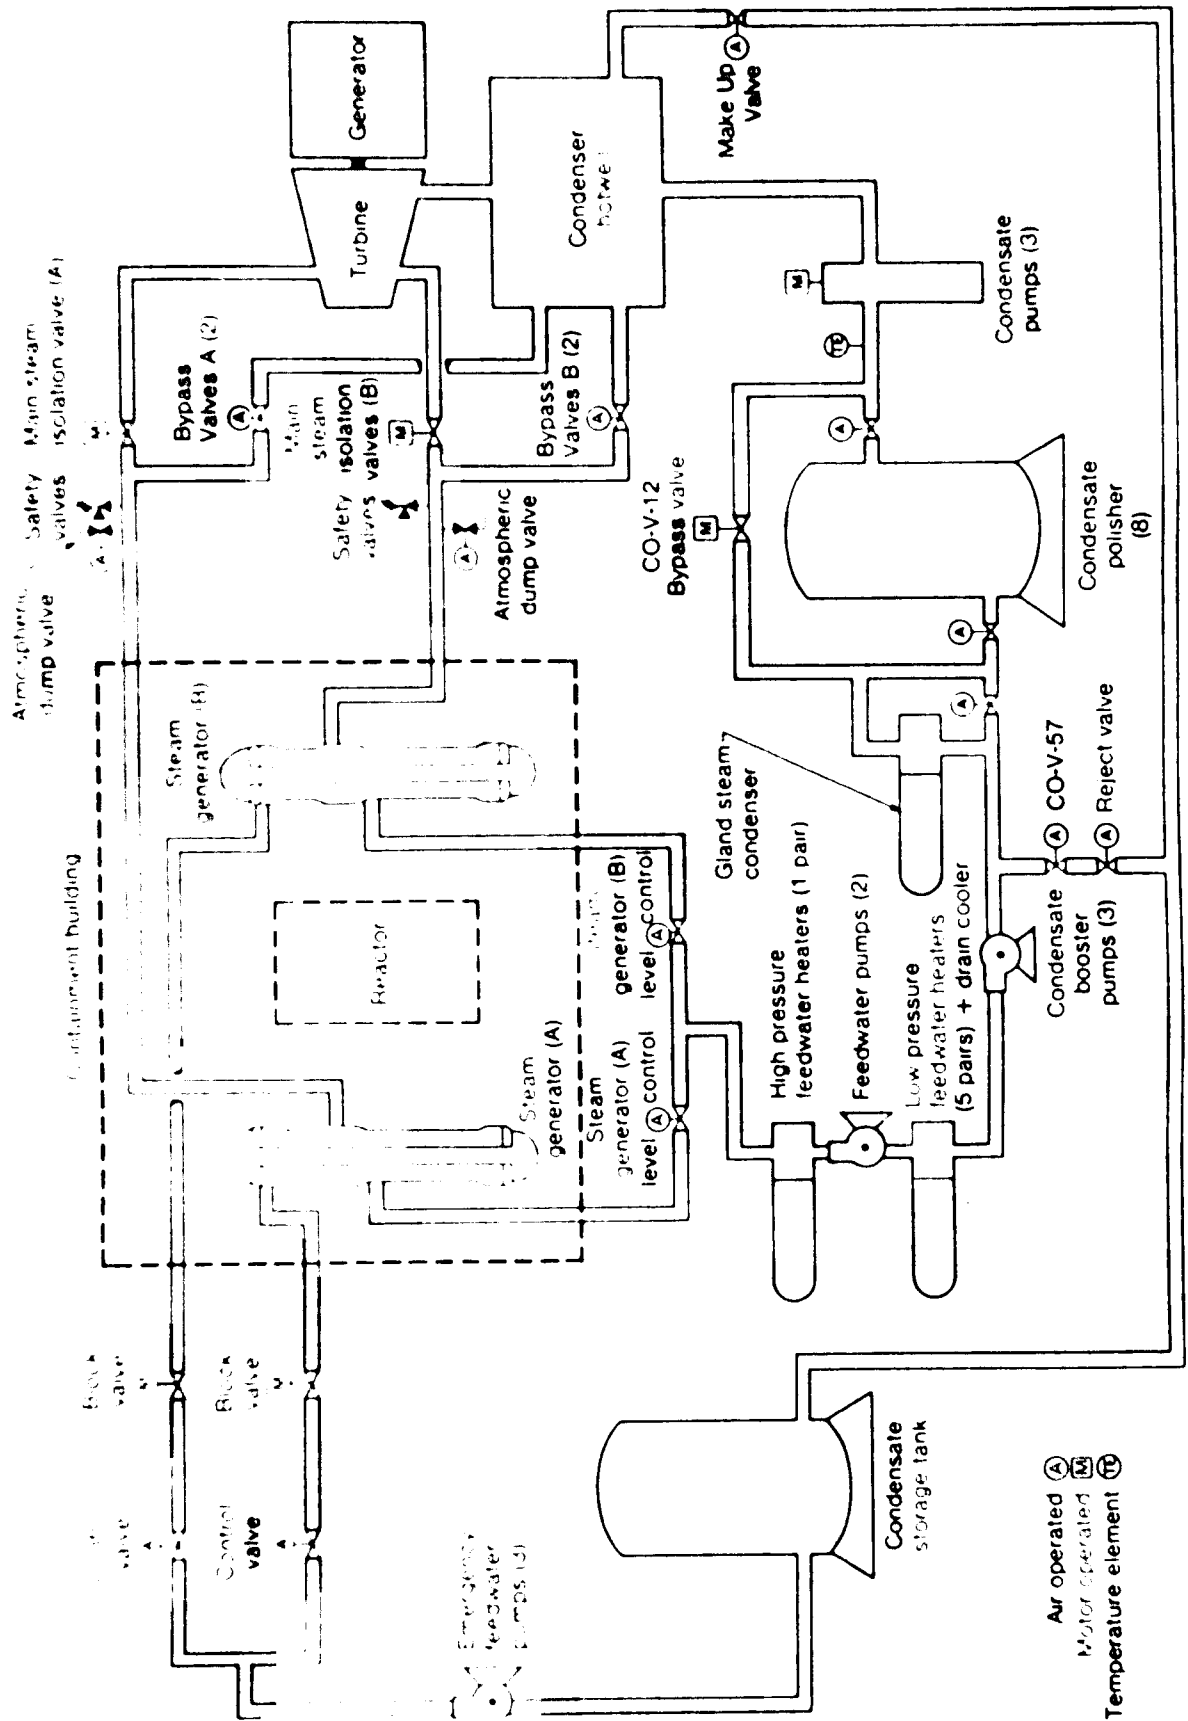 Generator
Turbine
Condenser
Make Up
Valve
Main steam
isolation valve (A)
Safety
valves
Atmospheric
dump valve
Bypass
Valves A (2)
Main
steam
isolation
valves (B)
Safety
valves
Bypass
Valves B (2)
Atmospheric
dump valve
CO-V-12
Bypass valve
Condensate
pumps (3)
Condensate
polisher
(8)
Containment building
Steam
generator (B)
Reactor
Steam
generator (A)
generator (B)
level control
Steam
generator (A)
level control
Gland steam
condenser
High pressure
feedwater heaters (1 pair)
Feedwater pumps (2)
Low pressure
feedwater heaters
(5 pairs) + drain cooler
CO-V-57
Reject valve
Condensate
booster
pumps (3)
Block
valve
Block
valve
valve
Control
valve
Emergency
feedwater
pumps
Condensate
storage tank
Air operated A
Motor operated M
Temperature element TE